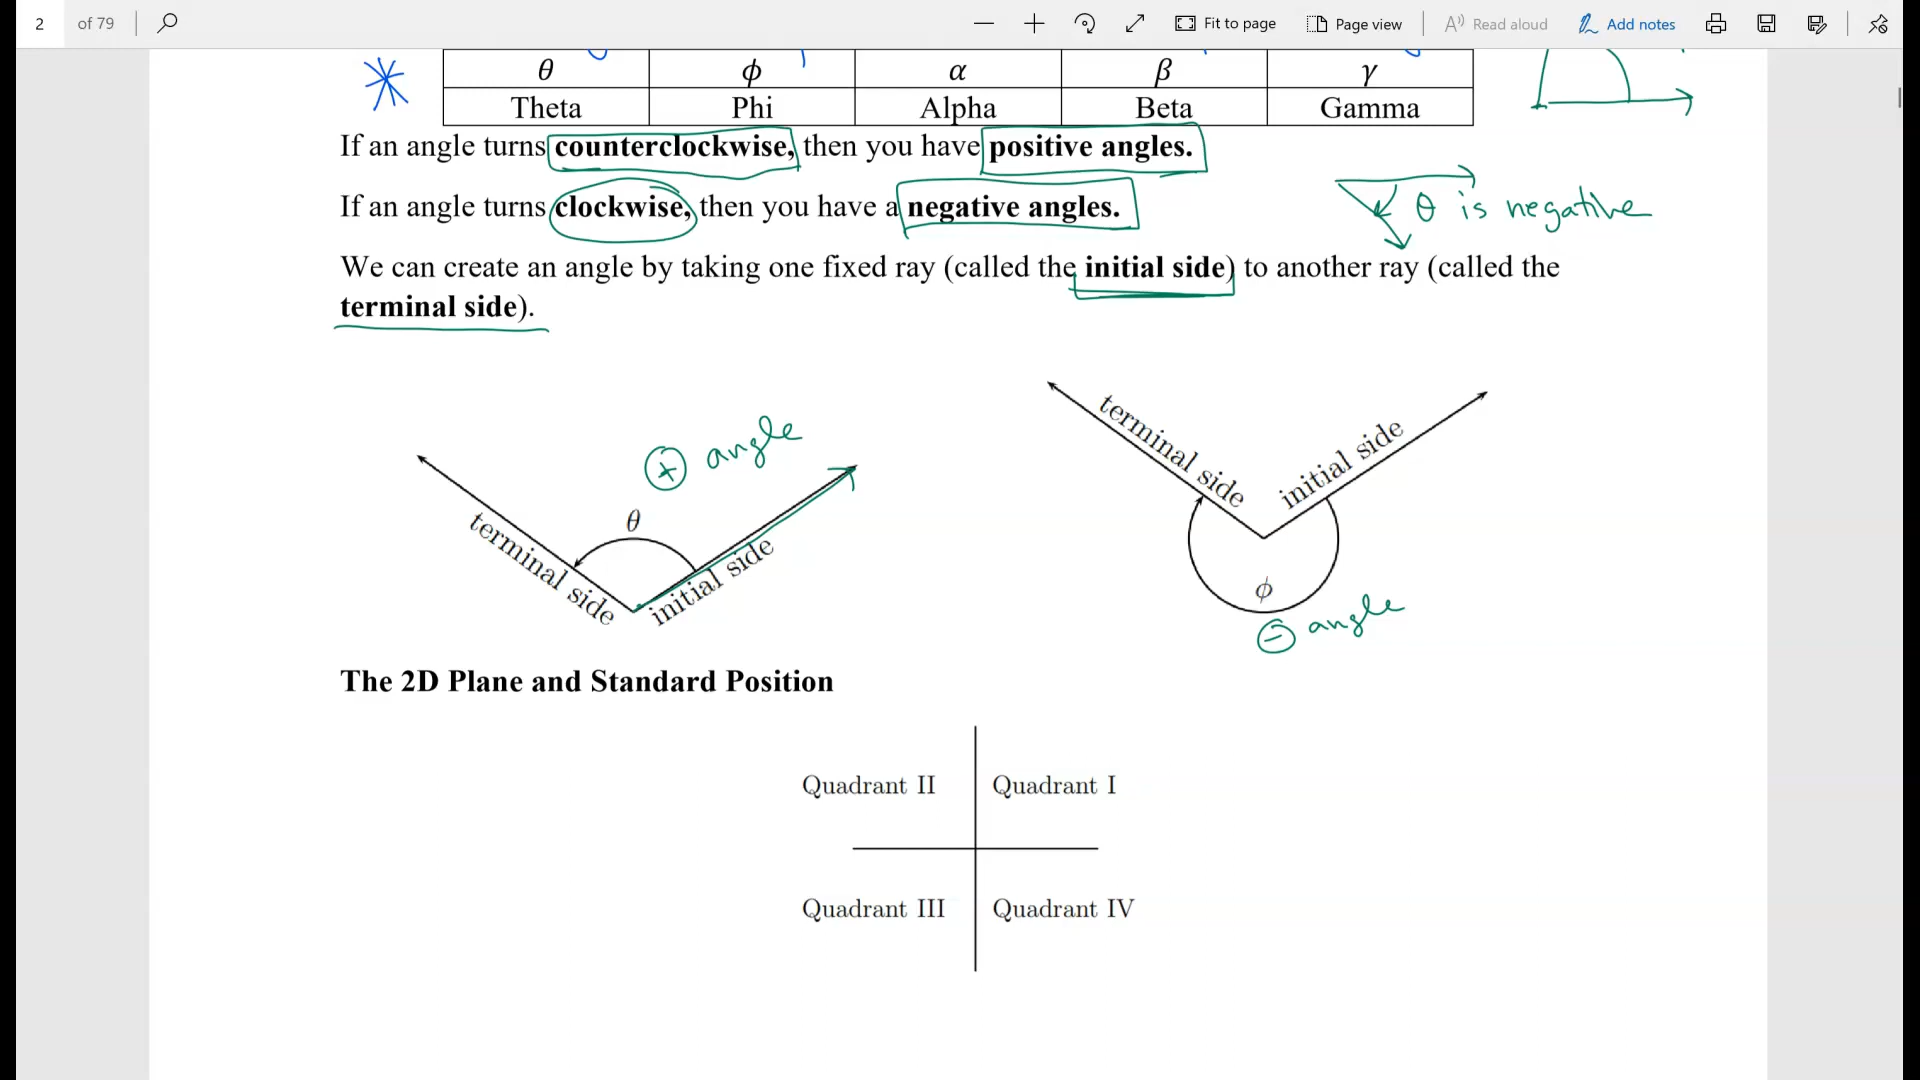 2 of 79 Fit to page Page view Read aloud Add notes
θ ϕ α β γ
Theta Phi Alpha Beta Gamma
If an angle turns counterclockwise, then you have positive angles.
If an angle turns clockwise, then you have a negative angles.
θ is negative
We can create an angle by taking one fixed ray (called the initial side) to another ray (called the
terminal side).
+ angle
θ
terminal side
initial side
terminal side
initial side
ϕ
− angle
The 2D Plane and Standard Position
Quadrant II Quadrant I
Quadrant III Quadrant IV